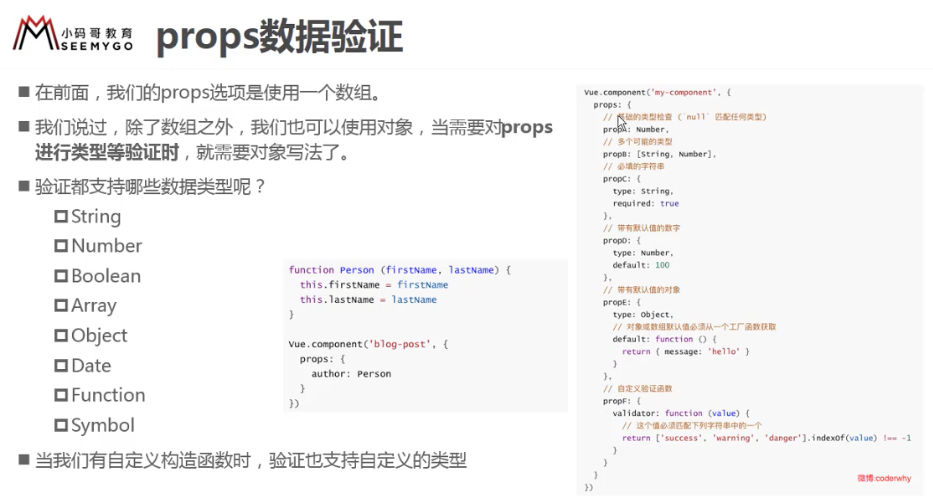 小码哥教育
SEEMYGO
props数据验证
在前面，我们的props选项是使用一个数组。
我们说过，除了数组之外，我们也可以使用对象，当需要对props
进行类型等验证时，就需要对象写法了。
验证都支持哪些数据类型呢？
String
Number
Boolean
Array
Object
Date
Function
Symbol
当我们有自定义构造函数时，验证也支持自定义的类型
function Person (firstName, lastName) {
this.firstName = firstName
this.lastName = lastName
}
Vue.component('blog-post', {
props: {
author: Person
}
})
Vue.component('my-component', {
props: {
// 基础的类型检查 (`null` 匹配任何类型)
propA: Number,
// 多个可能的类型
propB: [String, Number],
// 必填的字符串
propC: {
type: String,
required: true
},
// 带有默认值的数字
propD: {
type: Number,
default: 100
},
// 带有默认值的对象
propE: {
type: Object,
// 对象或数组默认值必须从一个工厂函数获取
default: function () {
return { message: 'hello' }
}
},
// 自定义验证函数
propF: {
validator: function (value) {
// 这个值必须匹配下列字符串中的一个
return ['success', 'warning', 'danger'].indexOf(value) !== -1
}
}
}
})
微博:coderwhy